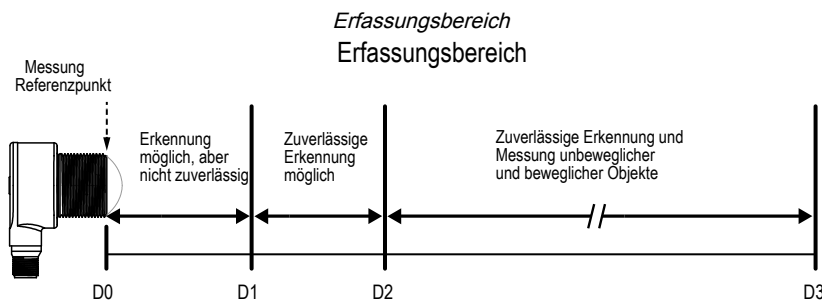 Erfassungsbereich
Erfassungsbereich
Messung
Referenzpunkt
Erkennung
möglich, aber
nicht zuverlässig
Zuverlässige
Erkennung
möglich
Zuverlässige Erkennung und
Messung unbeweglicher
und beweglicher Objekte
D0
D1
D2
D3